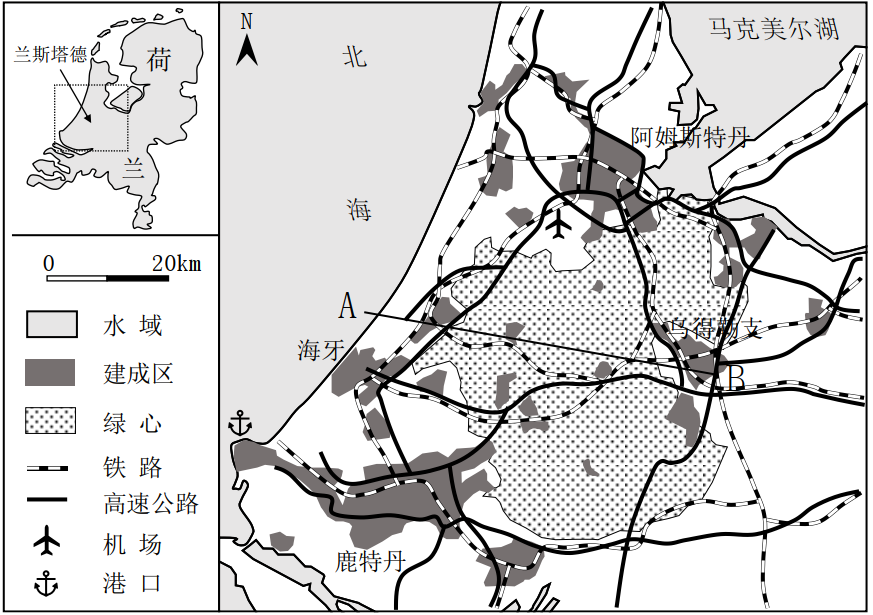 兰斯塔德
荷
兰
0 20km
水 域
建成区
绿 心
铁 路
高速公路
机 场
港 口
N
北
海
马克美尔湖
阿姆斯特丹
A
乌得勒支
海牙
B
鹿特丹